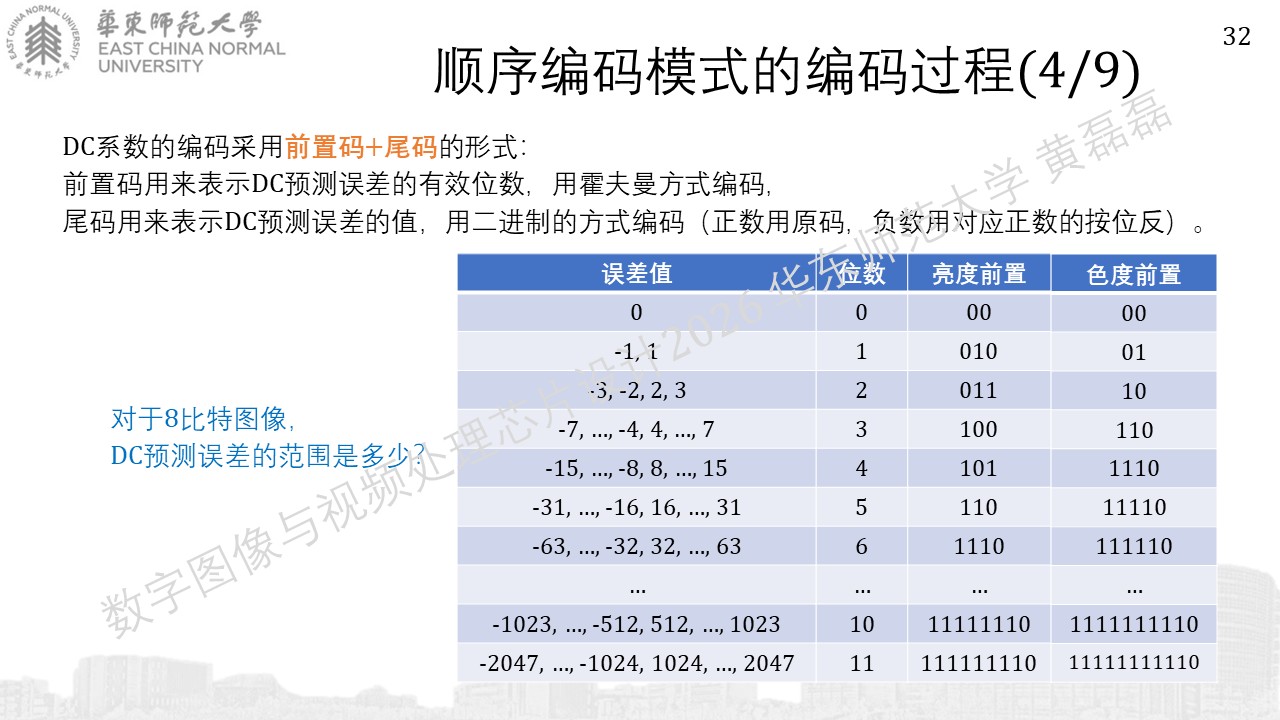 華東師範大學
EAST CHINA NORMAL
UNIVERSITY
32
顺序编码模式的编码过程(4/9)
DC系数的编码采用前置码+尾码的形式：
前置码用来表示DC预测误差的有效位数，用霍夫曼方式编码，
尾码用来表示DC预测误差的值，用二进制的方式编码（正数用原码，负数用对应正数的按位反）。
对于8比特图像，
DC预测误差的范围是多少？
误差值 位数 亮度前置 色度前置
0 0 00 00
-1, 1 1 010 01
-3, -2, 2, 3 2 011 10
-7, …, -4, 4, …, 7 3 100 110
-15, …, -8, 8, …, 15 4 101 1110
-31, …, -16, 16, …, 31 5 110 11110
-63, …, -32, 32, …, 63 6 1110 111110
… … … …
-1023, …, -512, 512, …, 1023 10 11111110 1111111110
-2047, …, -1024, 1024, …, 2047 11 111111110 11111111110
数字图像与视频处理芯片设计2026 华东师范大学 黄磊磊
EAST CHINA NORMAL UNIVERSITY
華東师范大学